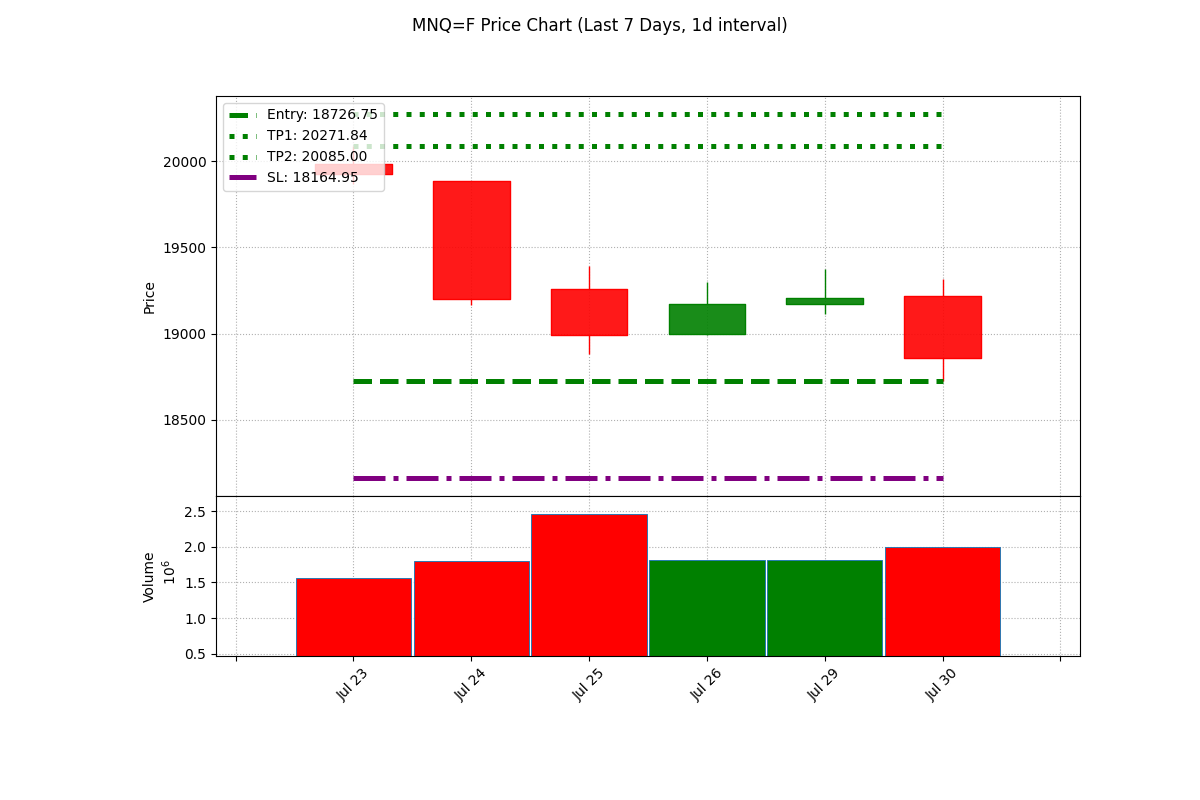 MNQ=F Price Chart (Last 7 Days, 1d interval)
Entry: 18726.75
TP1: 20271.84
TP2: 20085.00
SL: 18164.95
Price
20000
19500
19000
18500
Volume
10^6
2.5
2.0
1.5
1.0
0.5
Jul 23
Jul 24
Jul 25
Jul 26
Jul 29
Jul 30